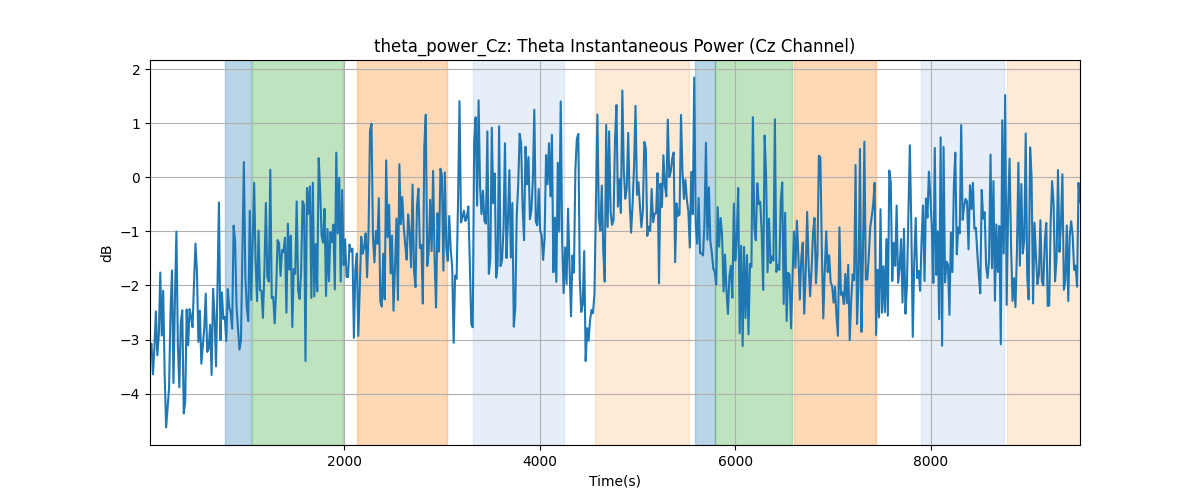 theta_power_Cz: Theta Instantaneous Power (Cz Channel)
2
1
0
−1
−2
−3
−4
dB
2000 4000 6000 8000
Time(s)